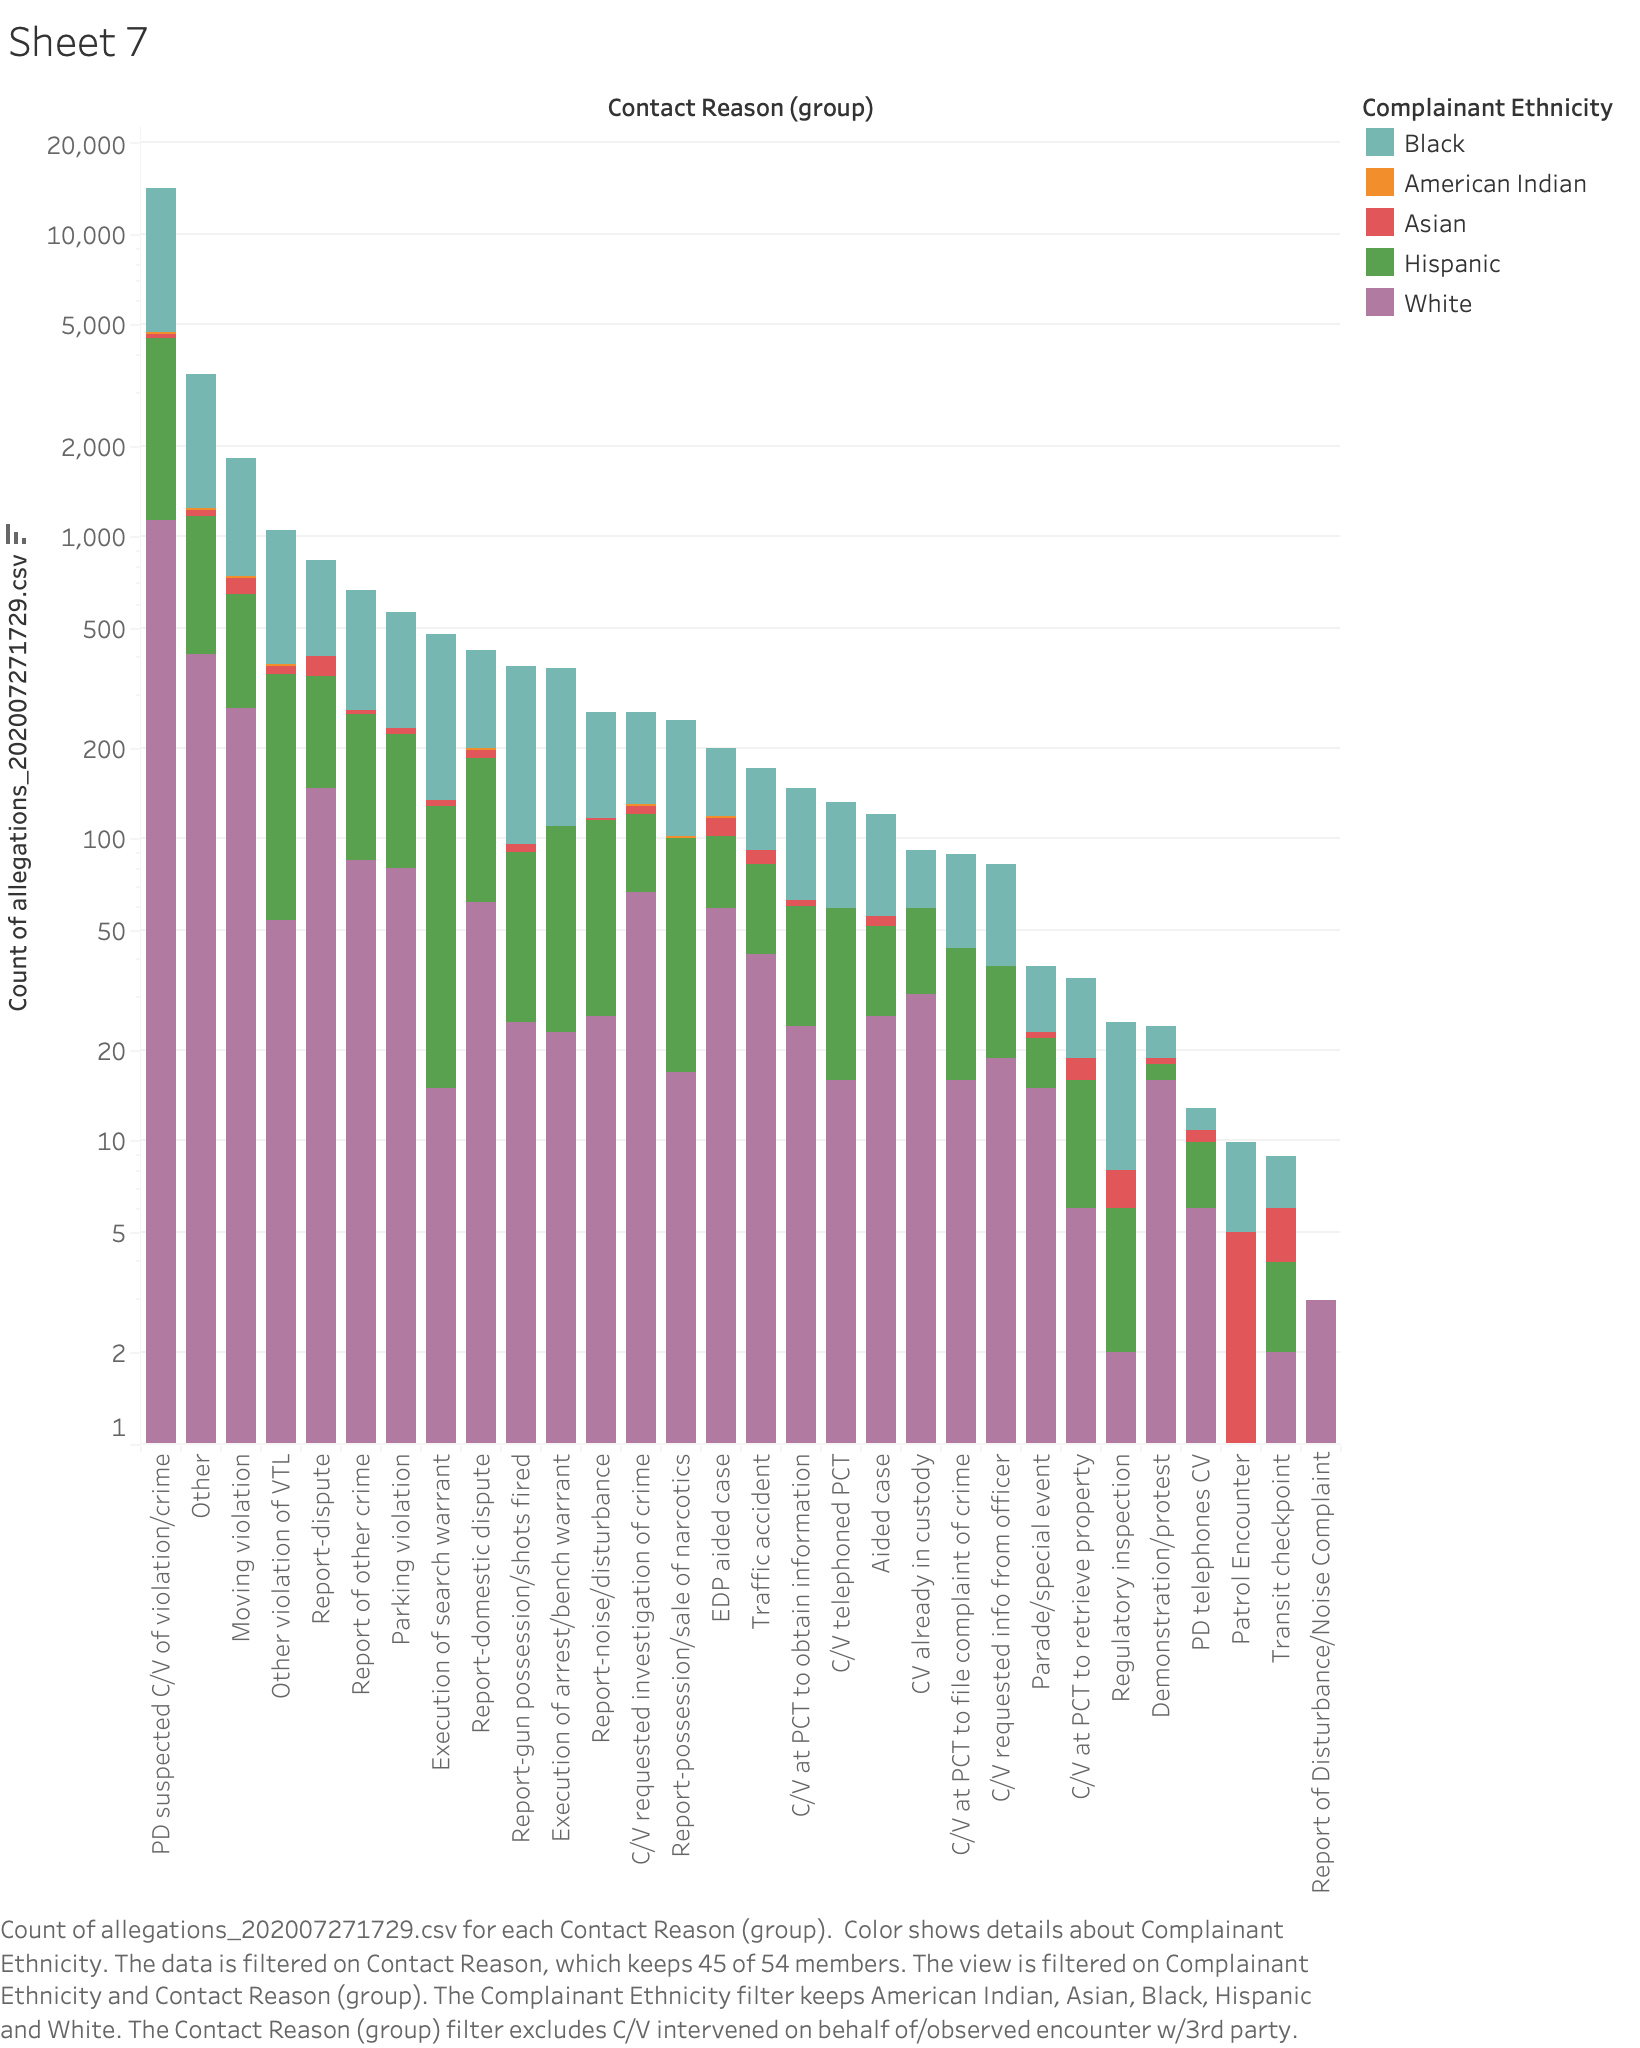 Sheet 7
Contact Reason (group)
Complainant Ethnicity
Black
American Indian
Asian
Hispanic
White
Count of allegations_202007271729.csv
20,000
10,000
5,000
2,000
1,000
500
200
100
50
20
10
5
2
1
PD suspected C/V of violation/crime
Other
Moving violation
Other violation of VTL
Report-dispute
Report of other crime
Parking violation
Execution of search warrant
Report-domestic dispute
Report-gun possession/shots fired
Execution of arrest/bench warrant
Report-noise/disturbance
C/V requested investigation of crime
Report-possession/sale of narcotics
EDP aided case
Traffic accident
C/V at PCT to obtain information
C/V telephoned PCT
Aided case
CV already in custody
C/V at PCT to file complaint of crime
C/V requested info from officer
Parade/special event
C/V at PCT to retrieve property
Regulatory inspection
Demonstration/protest
PD telephones CV
Patrol Encounter
Transit checkpoint
Report of Disturbance/Noise Complaint
Count of allegations_202007271729.csv for each Contact Reason (group).  Color shows details about Complainant
Ethnicity. The data is filtered on Contact Reason, which keeps 45 of 54 members. The view is filtered on Complainant
Ethnicity and Contact Reason (group). The Complainant Ethnicity filter keeps American Indian, Asian, Black, Hispanic
and White. The Contact Reason (group) filter excludes C/V intervened on behalf of/observed encounter w/3rd party.